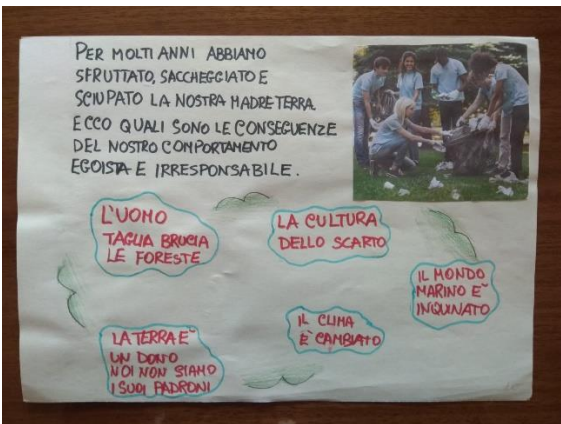 PER MOLTI ANNI ABBIAMO
SFRUTTATO, SACCHEGGIATO E
SCIUPATO LA NOSTRA MADRE TERRA.
ECCO QUALI SONO LE CONSEGUENZE
DEL NOSTRO COMPORTAMENTO
EGOISTA E IRRESPONSABILE.
L'UOMO
TAGLIA BRUCIA
LE FORESTE
LA CULTURA
DELLO SCARTO
IL MONDO
MARINO E'
INQUINATO
IL CLIMA
E' CAMBIATO
LA TERRA E'
UN DONO
NOI NON SIAMO
I SUOI PADRONI